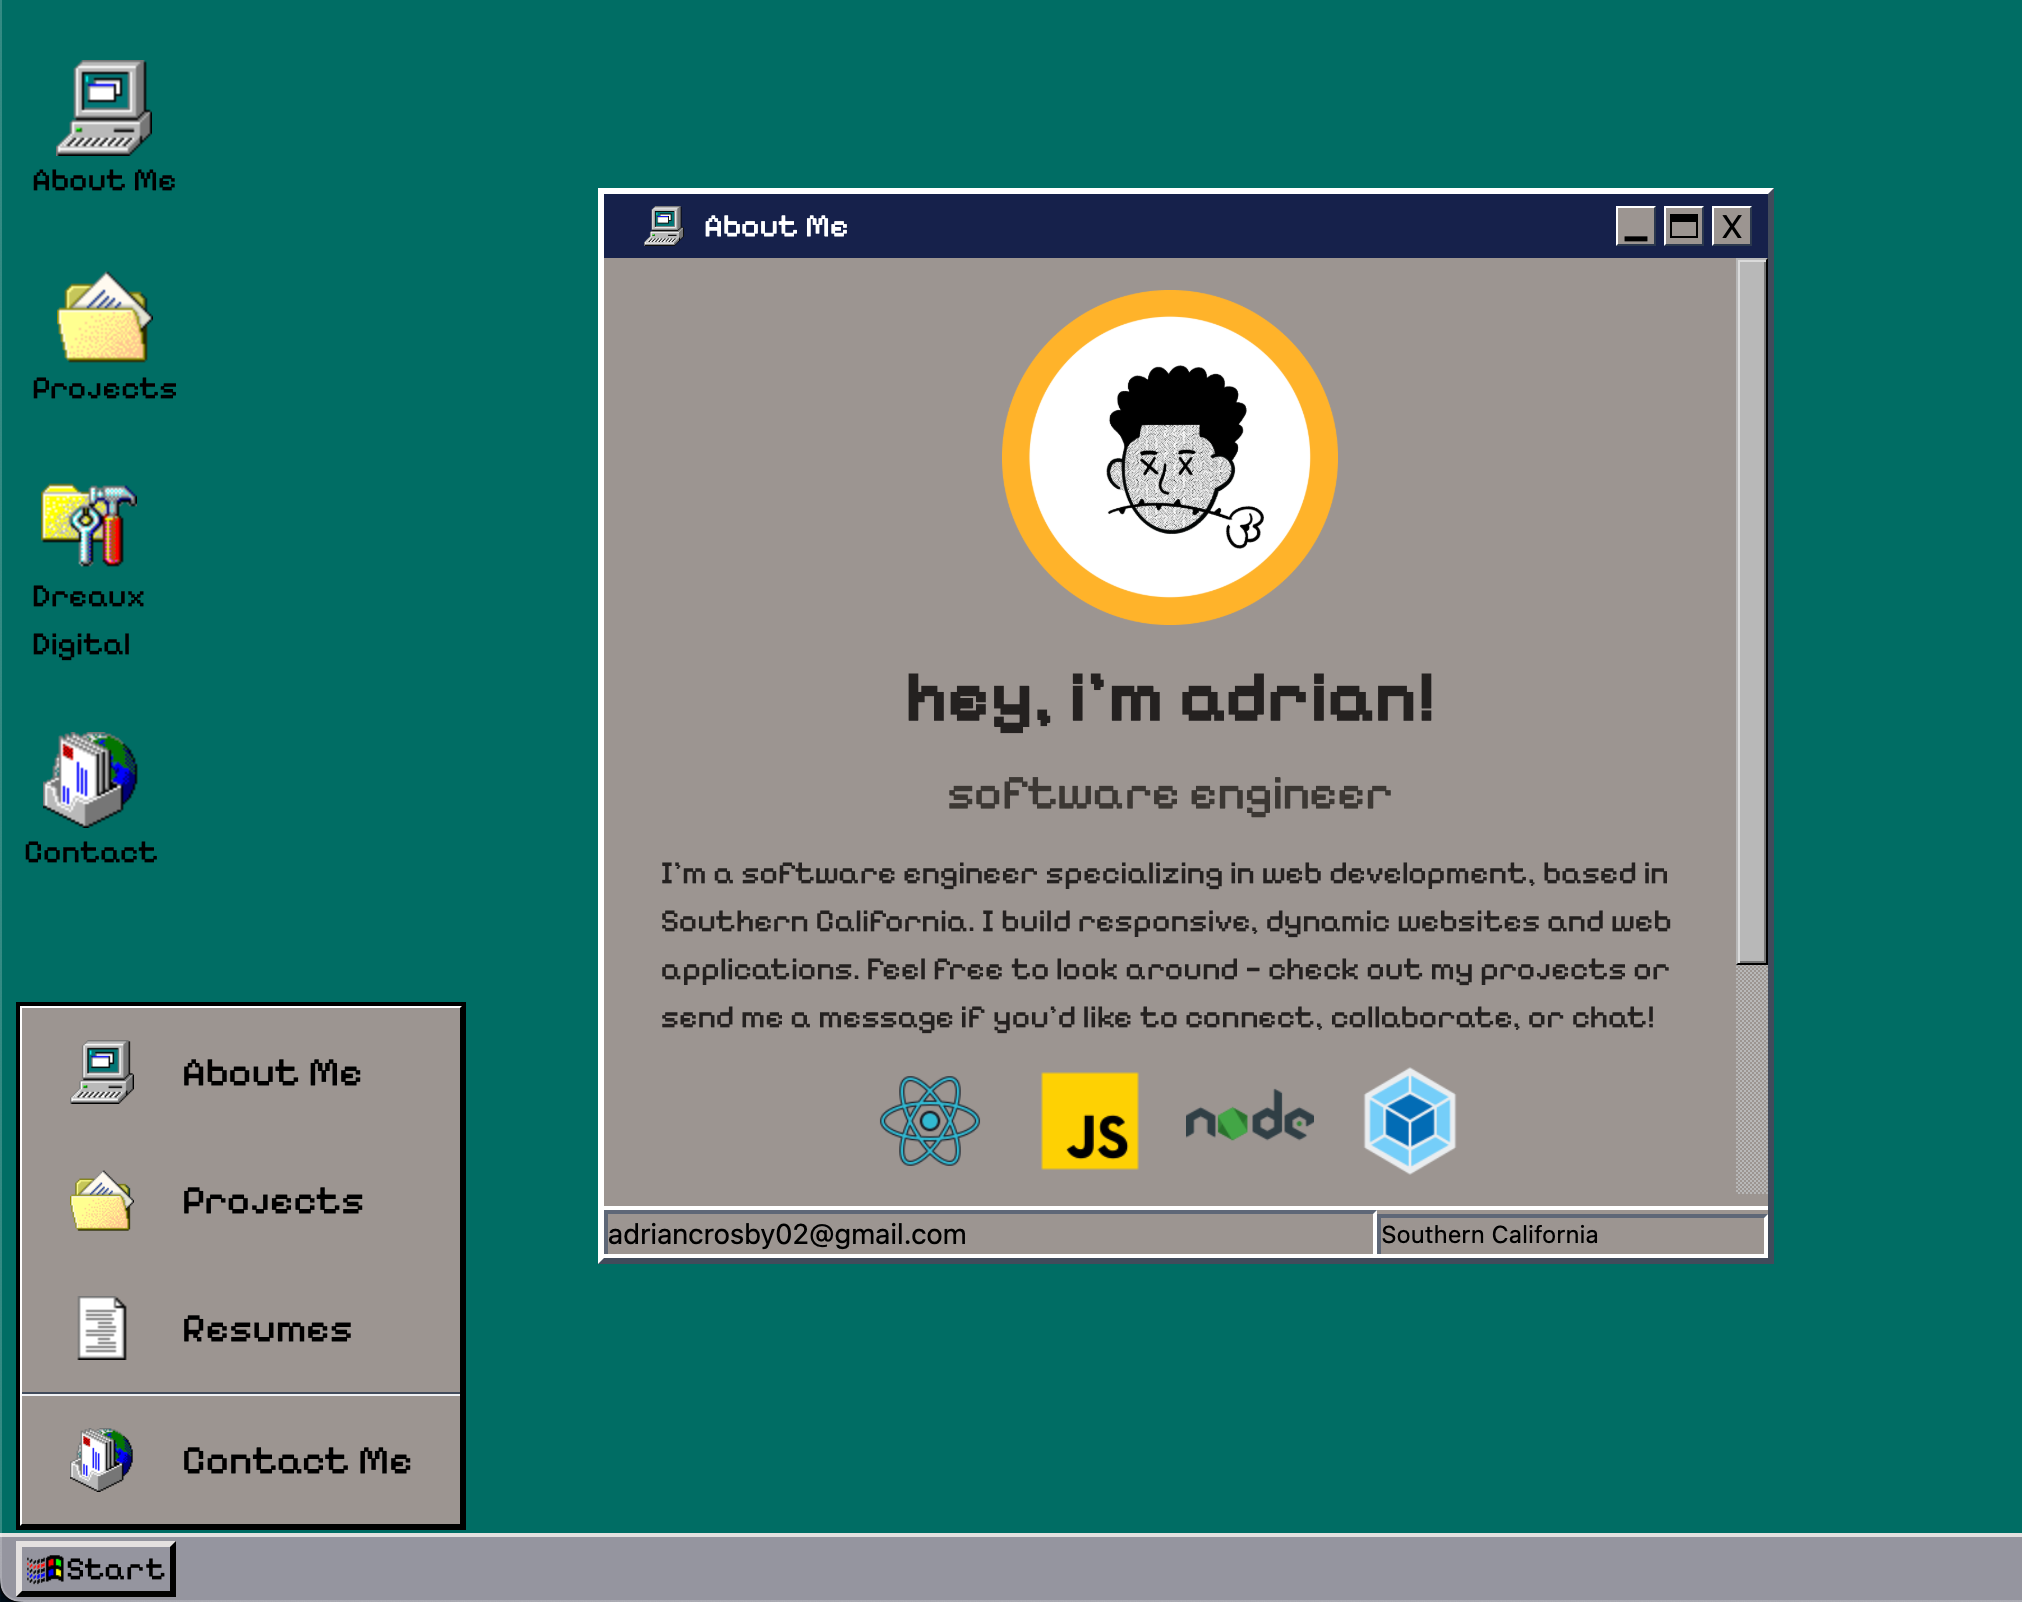 About Me
Projects
Dreaux
Digital
Contact
About Me
X
hey, i'm adrian!
software engineer
I'm a software engineer specializing in web development, based in
Southern California. I build responsive, dynamic websites and web
applications. Feel free to look around - check out my projects or
send me a message if you'd like to connect, collaborate, or chat!
JS
node
adriancrosby02@gmail.com
Southern California
About Me
Projects
Resumes
Contact Me
Start